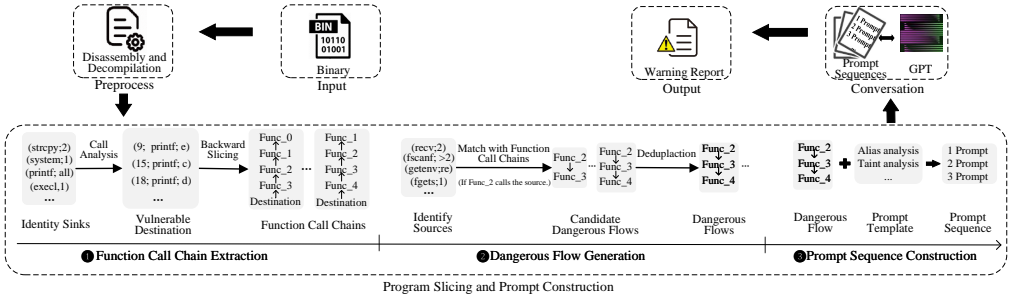 Disassembly and
Decompilation
Preprocess
BIN
10110
01001
Binary
Input
Warning Report
Output
1 Prompt
2 Prompt
3 Prompt
Prompt
Sequences
GPT
Conversation
(strcpy;2)
(system;1)
(printf; all)
(execl,1)
...
Identity Sinks
Call
Analysis
(9; printf; e)
(15; printf; c)
(18; printf; d)
...
Vulnerable
Destination
Backward
Slicing
Func_0
Func_1
Func_2
Func_3
Destination
...
Func_1
Func_2
Func_3
Func_4
Destination
Function Call Chains
(recv;2)
(fscanf; >2)
(getenv;re)
(fgets;1)
...
Identify
Sources
Match with Function
Call Chains
(If Func_2 calls the source.)
Func_2
Func_3
...
Func_2
Func_3
Func_4
Candidate
Dangerous Flows
Deduplaction
Func_2
Func_3
Func_4
...
Dangerous
Flows
Func_2
Func_3
Func_4
Dangerous
Flow
Alias analysis
Taint analysis
...
Prompt
Template
1 Prompt
2 Prompt
3 Prompt
Prompt
Sequence
❶Function Call Chain Extraction
❷Dangerous Flow Generation
❸Prompt Sequence Construction
Program Slicing and Prompt Construction